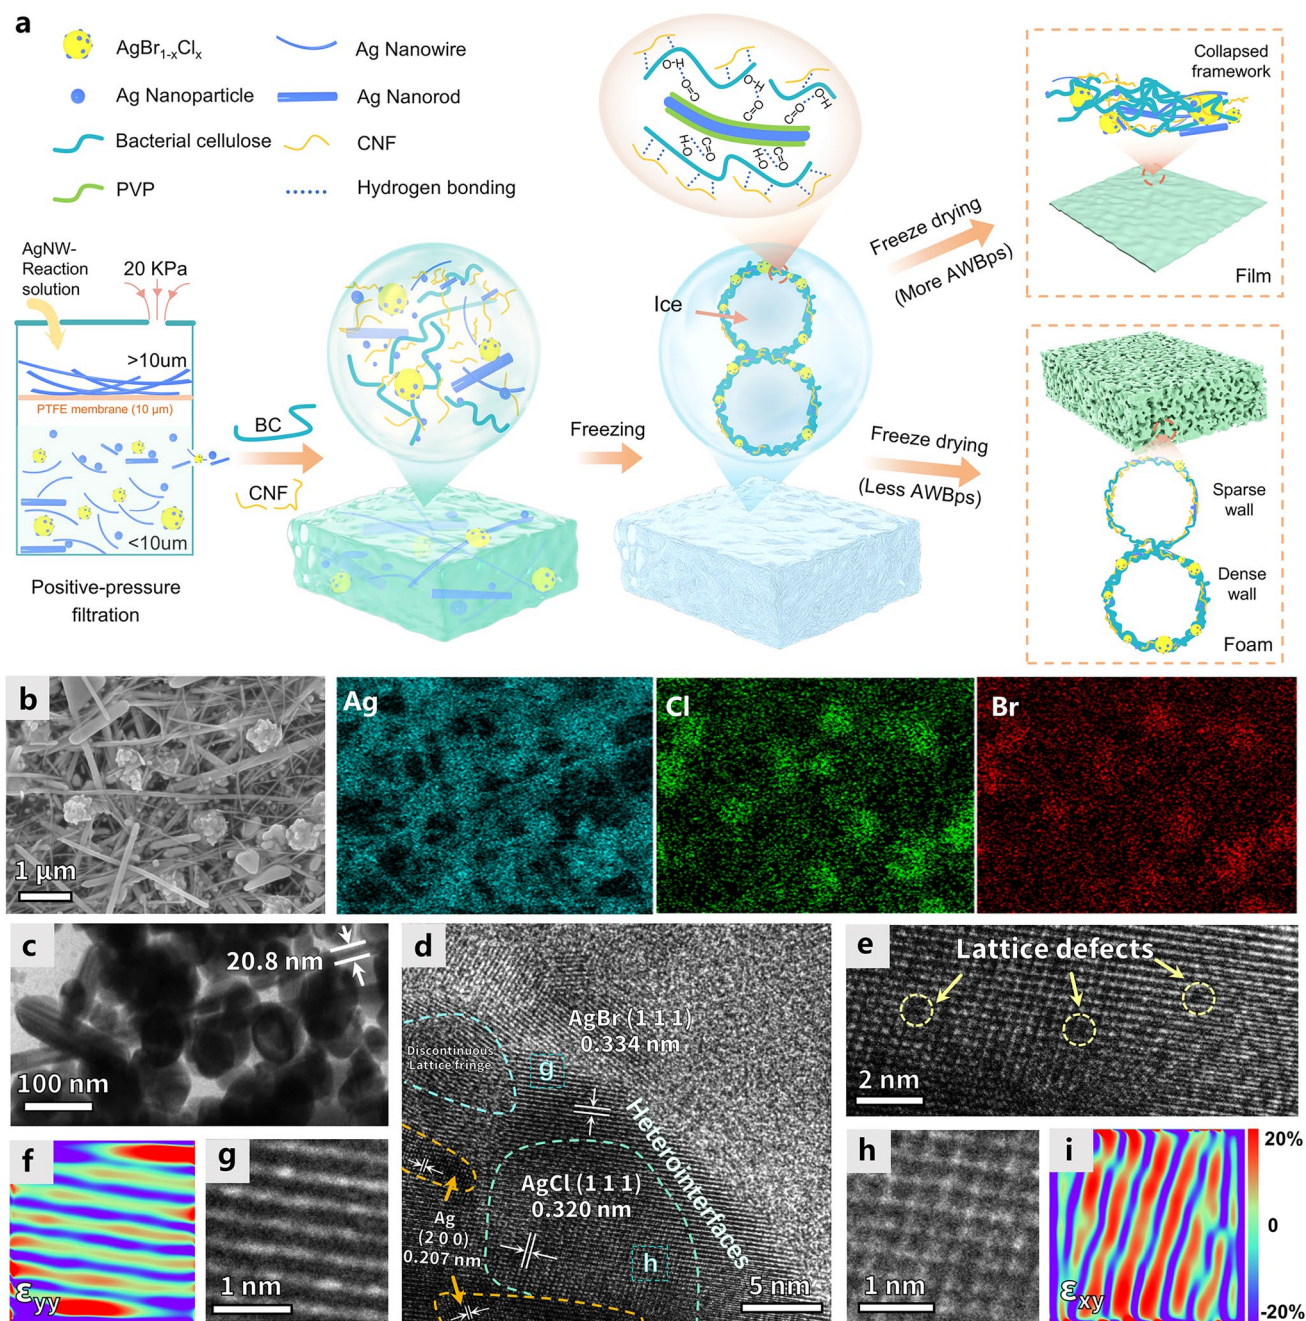 a
AgBr1-xClx
Ag Nanowire
Ag Nanoparticle
Ag Nanorod
Bacterial cellulose
CNF
PVP
Hydrogen bonding
H-O
C=O
H-O
C=O
C=O
O-H
H-O
C=O
H-O
C=O
Collapsed
framework
Film
Freeze drying
(More AWBps)
AgNW-
Reaction
solution
20 KPa
>10um
PTFE membrane (10 μm)
<10um
Positive-pressure
filtration
BC
CNF
Freezing
Ice
Freeze drying
(Less AWBps)
Sparse
wall
Dense
wall
Foam
b
1 μm
Ag
Cl
Br
c
20.8 nm
100 nm
d
AgBr (1 1 1)
0.334 nm
Discontinuous
Lattice fringe
g
Heterointerfaces
AgCl (1 1 1)
0.320 nm
Ag
(2 0 0)
0.207 nm
h
5 nm
e
Lattice defects
2 nm
f
εyy
g
1 nm
h
1 nm
i
εxy
20%
0
-20%